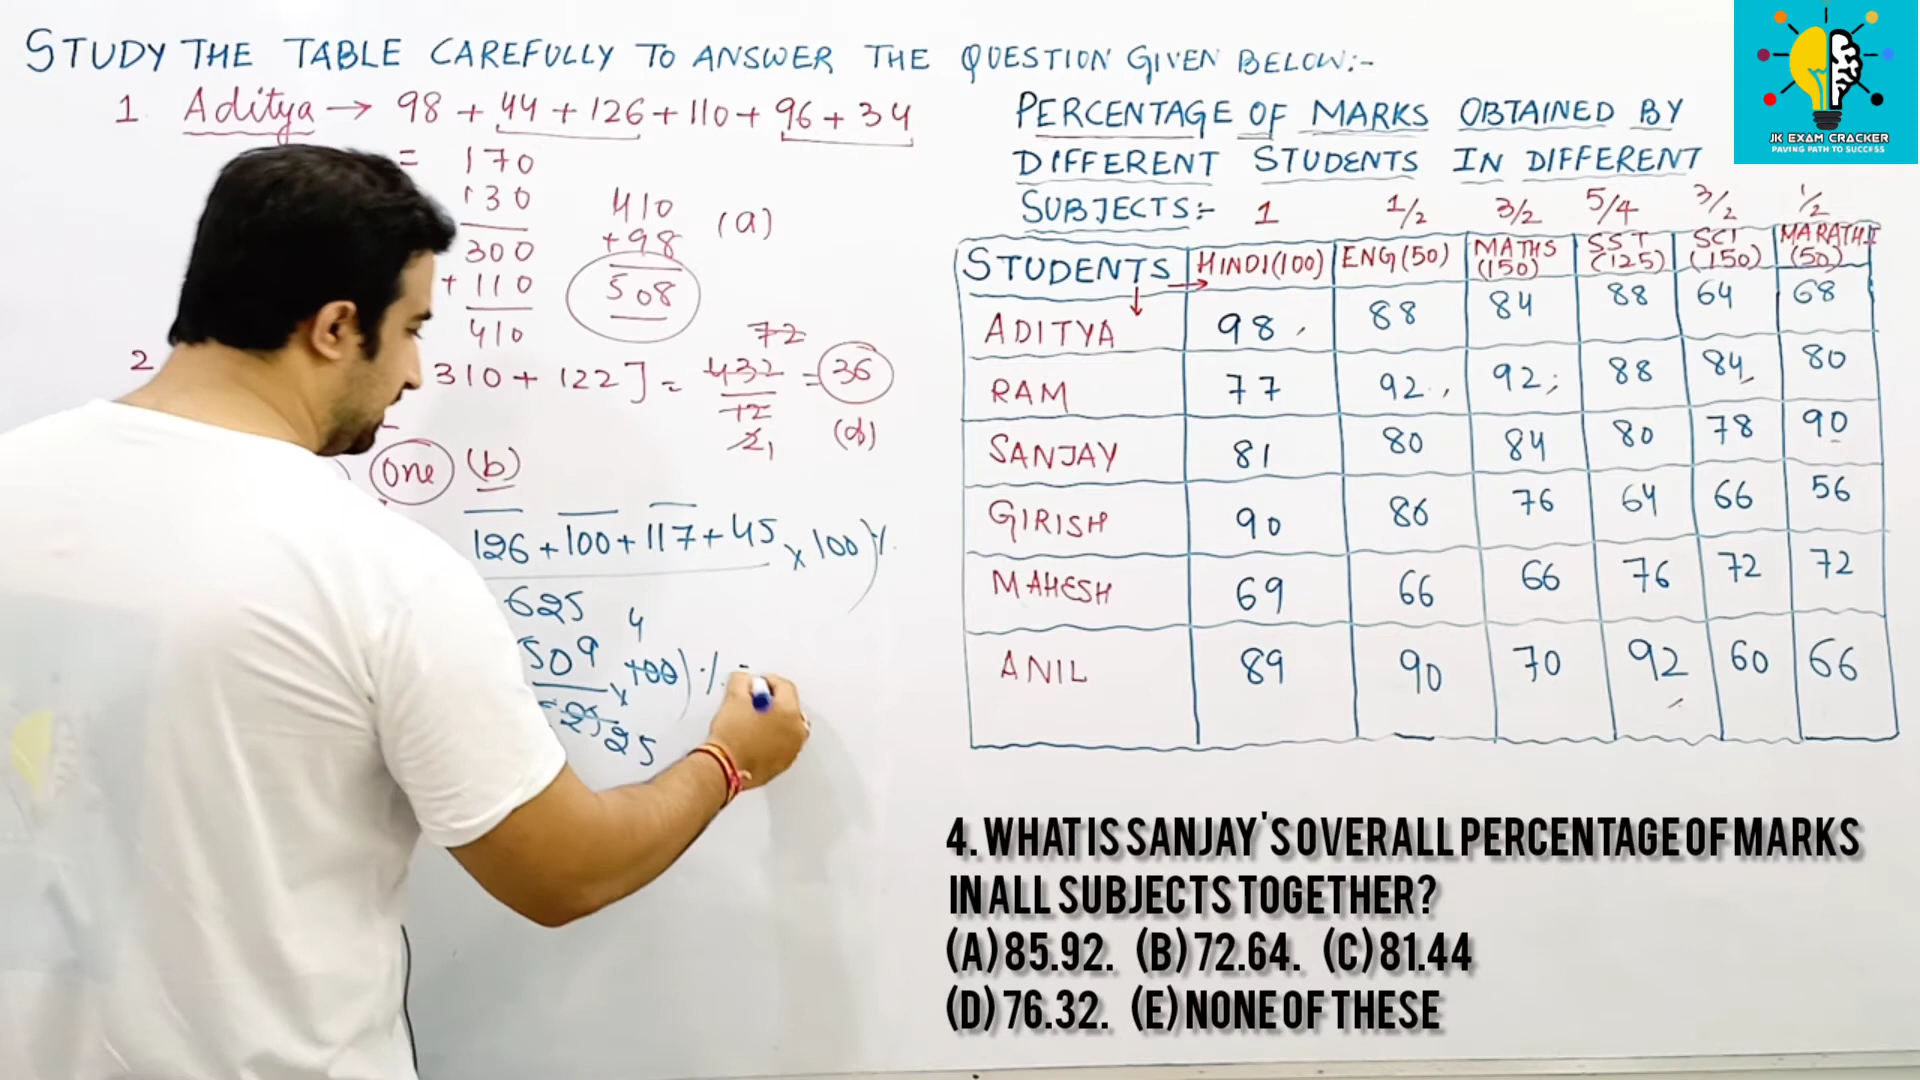 STUDY THE TABLE CAREFULLY TO ANSWER THE QUESTION GIVEN BELOW:-
1. Aditya → 98 + 44 + 126 + 110 + 96 + 34
= 170
130
300
+ 110
410
410
+98
508
(a)
2
310 + 122] = 432/12 = 36
72
1
(d)
One (b)
126 + 100 + 117 + 45 × 100)%
625
509 × 100)% =
4
625 25
PERCENTAGE OF MARKS OBTAINED BY
DIFFERENT STUDENTS IN DIFFERENT
SUBJECTS:- 1 1/2 3/2 5/4 3/2 1/2
STUDENTS HINDI(100) ENG(50) MATHS(150) SST(125) SCI(150) MARATHI(50)
ADITYA 98 88 84 88 64 68
RAM 77 92 92 88 84 80
SANJAY 81 80 84 80 78 90
GIRISH 90 86 76 64 66 56
MAHESH 69 66 66 76 72 72
ANIL 89 90 70 92 60 66
4. WHAT IS SANJAY'S OVERALL PERCENTAGE OF MARKS
IN ALL SUBJECTS TOGETHER?
(A) 85.92. (B) 72.64. (C) 81.44
(D) 76.32. (E) NONE OF THESE
JK EXAM CRACKER
PAVING PATH TO SUCCESS